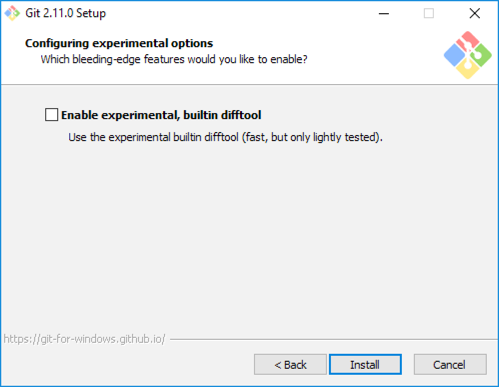 Git 2.11.0 Setup
Configuring experimental options
Which bleeding-edge features would you like to enable?
Enable experimental, builtin difftool
Use the experimental builtin difftool (fast, but only lightly tested).
https://git-for-windows.github.io/
< Back Install Cancel